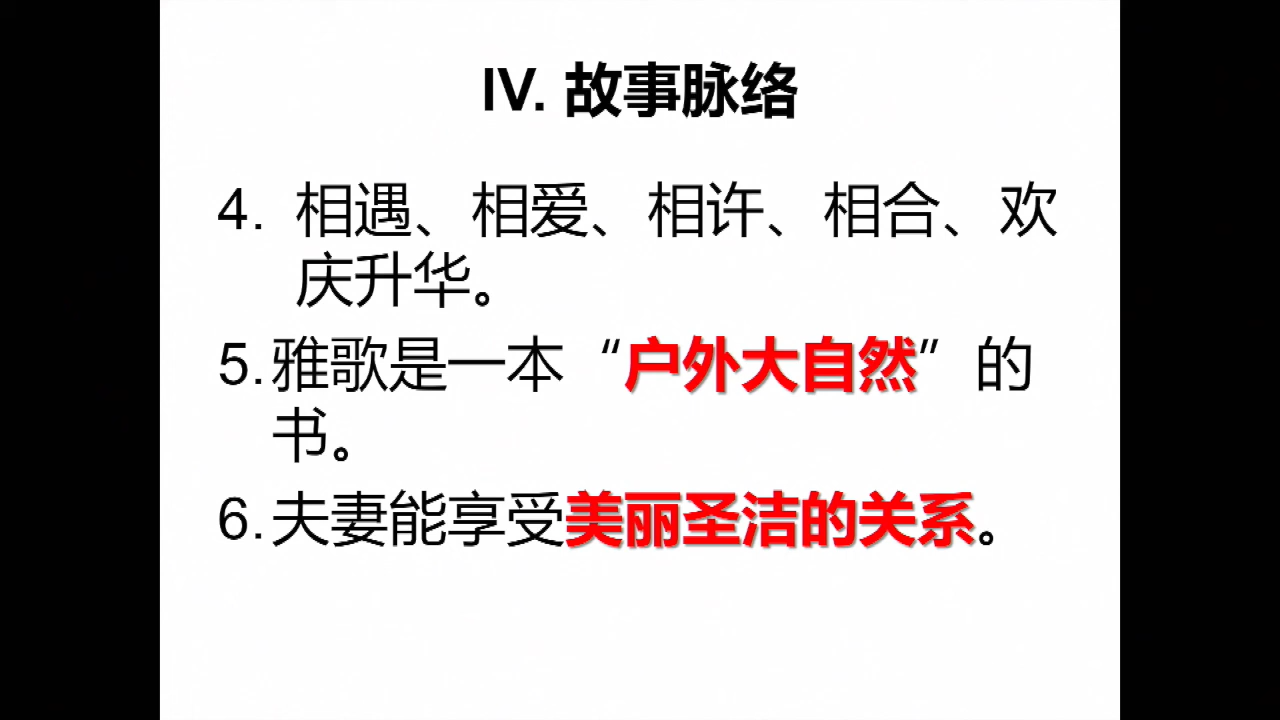 IV. 故事脉络
4. 相遇、相爱、相许、相合、欢
庆升华。
5.雅歌是一本“户外大自然”的
书。
6.夫妻能享受美丽圣洁的关系。